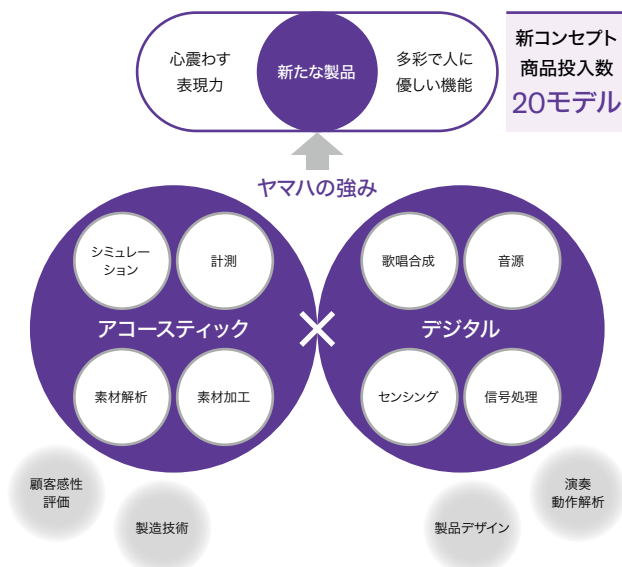 心震わす
表現力
新たな製品
多彩で人に
優しい機能
新コンセプト
商品投入数
20モデル
ヤマハの強み
シミュレー
ション
計測
歌唱合成
音源
アコースティック
×
デジタル
素材解析
素材加工
センシング
信号処理
顧客感性
評価
製造技術
製品デザイン
演奏
動作解析